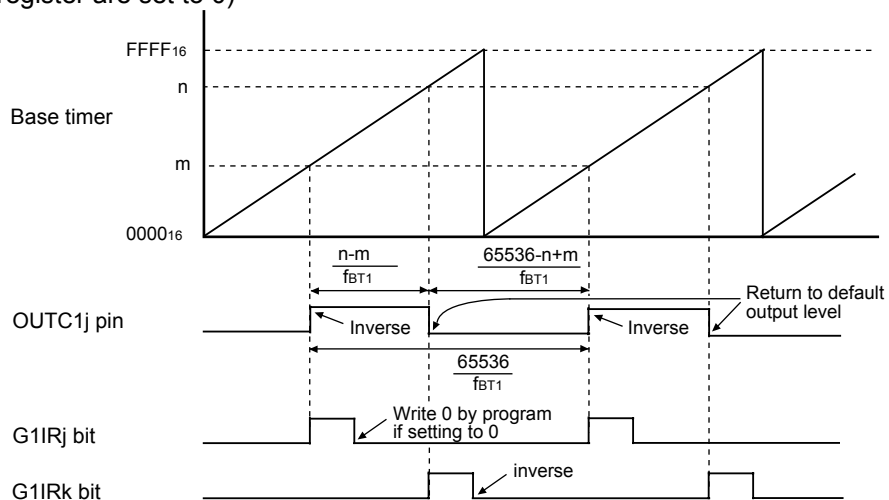 register are set to 0)
FFFF16
n
Base timer
m
000016
n-m
fBT1
65536-n+m
fBT1
OUTC1j pin
Inverse
Inverse
Return to default
output level
65536
fBT1
G1IRj bit
Write 0 by program
if setting to 0
G1IRk bit
inverse